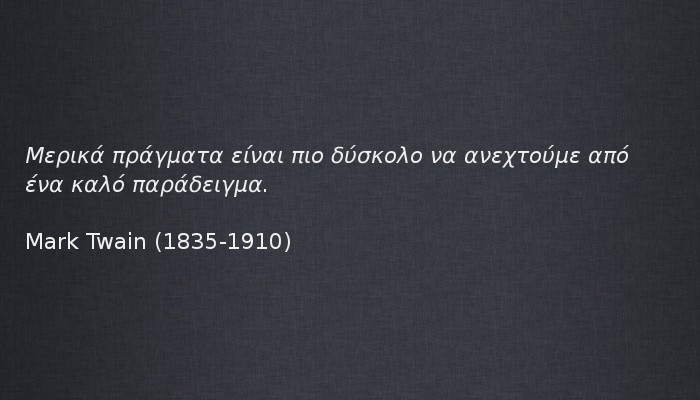 Μερικά πράγματα είναι πιο δύσκολο να ανεχτούμε από
ένα καλό παράδειγμα.
Mark Twain (1835-1910)